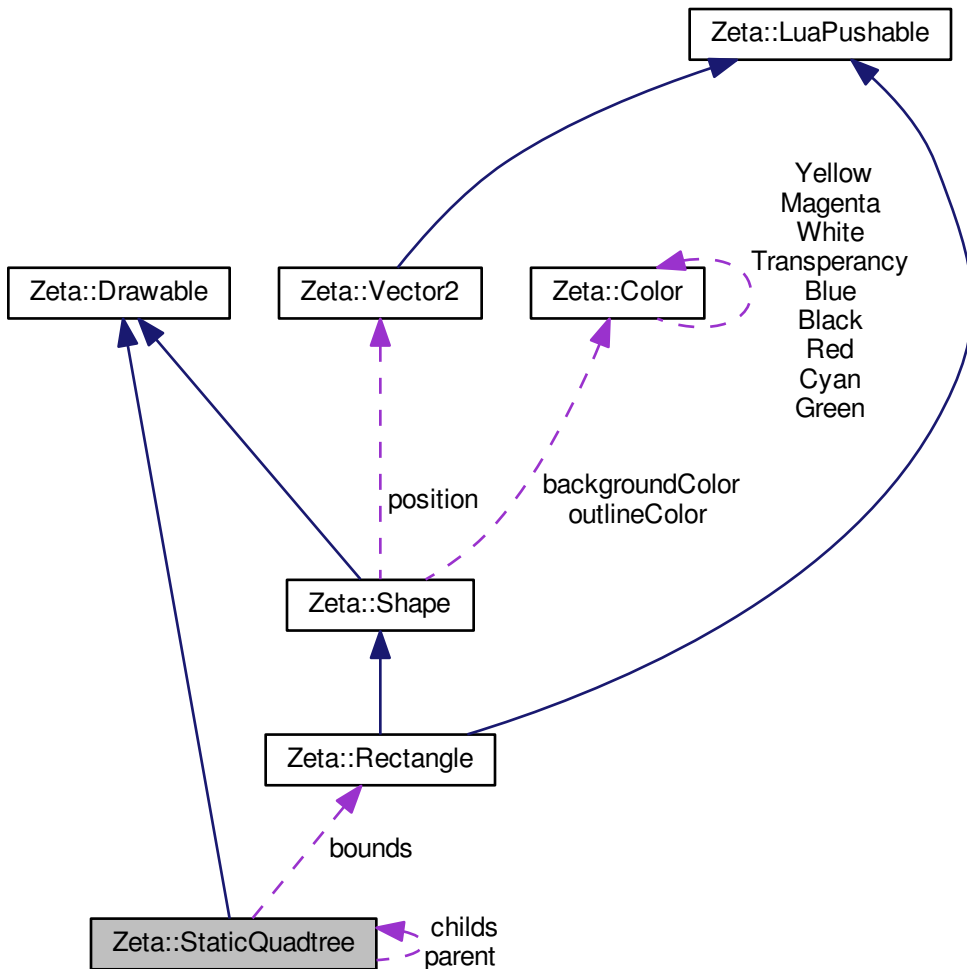 Zeta::LuaPushable
Yellow
Magenta
White
Transperancy
Blue
Black
Red
Cyan
Green
Zeta::Drawable
Zeta::Vector2
Zeta::Color
position
backgroundColor
outlineColor
Zeta::Shape
Zeta::Rectangle
bounds
Zeta::StaticQuadtree
childs
parent